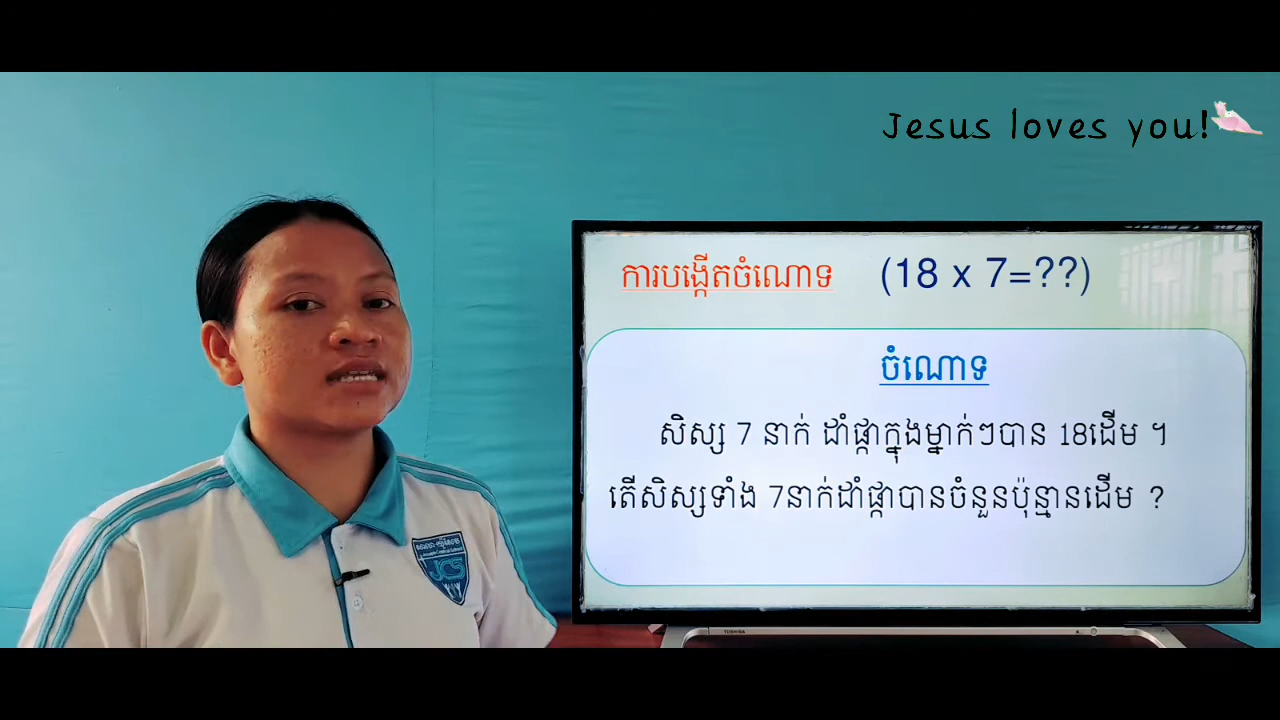 Jesus loves you!
ការបង្កើតចំណោទ (18 x 7=??)
ចំណោទ
សិស្ស 7 នាក់ ដាំផ្កាក្នុងម្នាក់ៗបាន 18ដើម ។
តើសិស្សទាំង 7នាក់ដាំផ្កាបានចំនួនប៉ុន្មានដើម ?
JCS
TOSHIBA